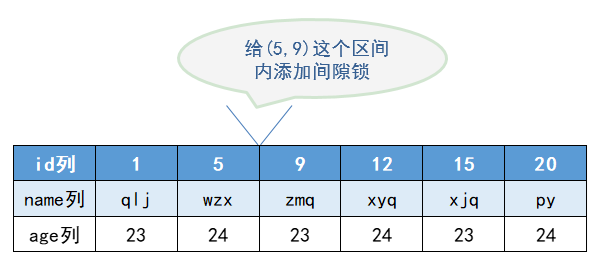 给(5,9)这个区间
内添加间隙锁
id列 1 5 9 12 15 20
name列 qlj wzx zmq xyq xjq py
age列 23 24 23 24 23 24